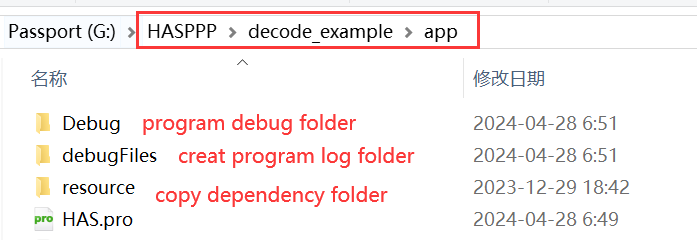 Passport (G:) > HASPPP > decode_example > app
名称 修改日期
Debug program debug folder 2024-04-28 6:51
debugFiles creat program log folder 2024-04-28 6:51
resource copy dependency folder 2023-12-29 18:42
pro HAS.pro 2024-04-28 6:49